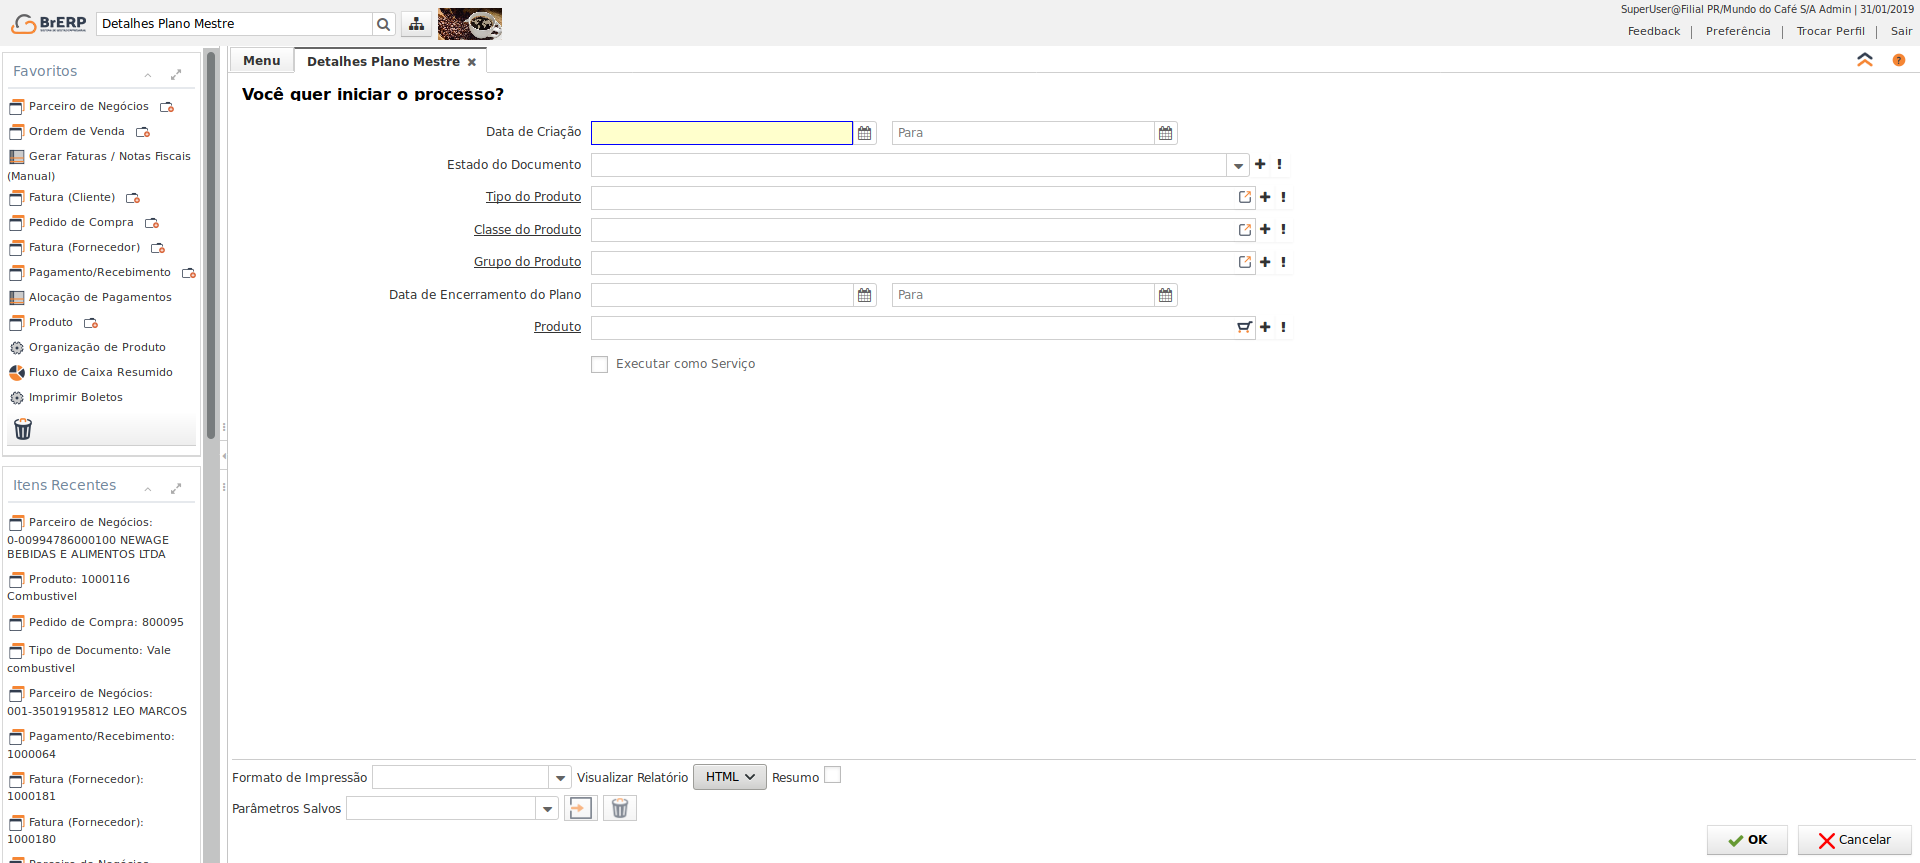 BrERP
Detalhes Plano Mestre
SuperUser@Filial PR/Mundo do Café S/A Admin | 31/01/2019
Feedback | Preferência | Trocar Perfil | Sair
Favoritos
Parceiro de Negócios
Ordem de Venda
Gerar Faturas / Notas Fiscais
(Manual)
Fatura (Cliente)
Pedido de Compra
Fatura (Fornecedor)
Pagamento/Recebimento
Alocação de Pagamentos
Produto
Organização de Produto
Fluxo de Caixa Resumido
Imprimir Boletos
Itens Recentes
Parceiro de Negócios:
0-00994786000100 NEWAGE
BEBIDAS E ALIMENTOS LTDA
Produto: 1000116
Combustivel
Pedido de Compra: 800095
Tipo de Documento: Vale
combustivel
Parceiro de Negócios:
001-35019195812 LEO MARCOS
Pagamento/Recebimento:
1000064
Fatura (Fornecedor):
1000181
Fatura (Fornecedor):
1000180
Parceiro de Negócios
Menu
Detalhes Plano Mestre
Você quer iniciar o processo?
Data de Criação Para
Estado do Documento
Tipo do Produto
Classe do Produto
Grupo do Produto
Data de Encerramento do Plano Para
Produto
Executar como Serviço
Formato de Impressão Visualizar Relatório HTML Resumo
Parâmetros Salvos
OK Cancelar